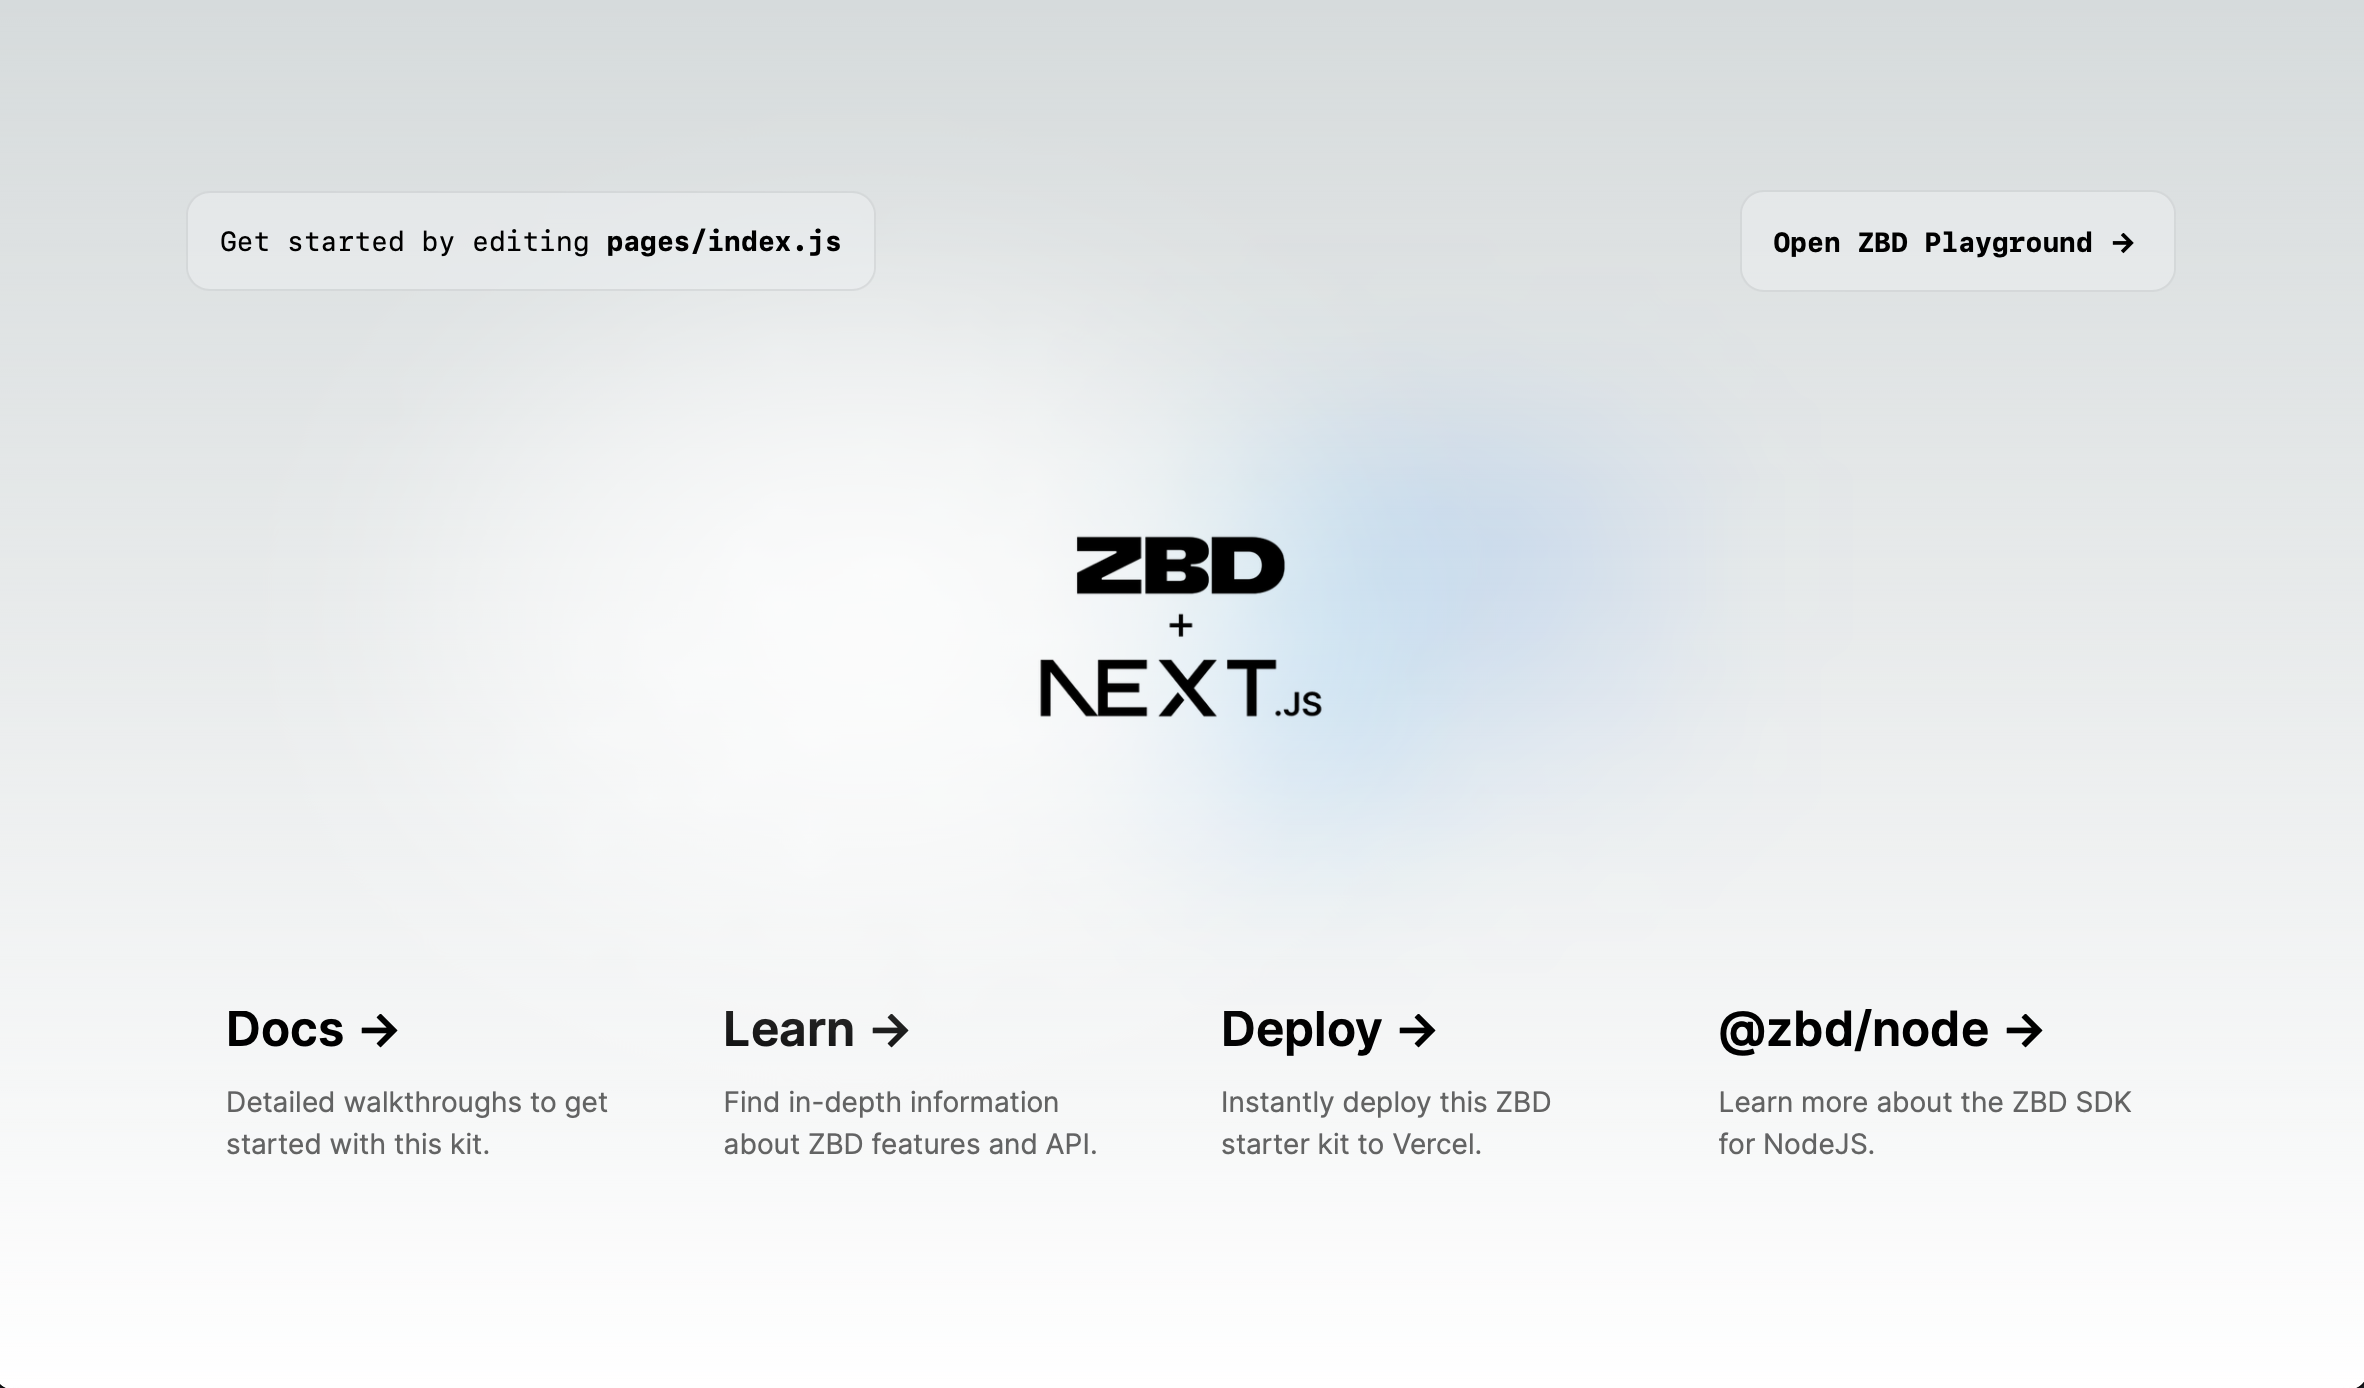 Get started by editing pages/index.js
Open ZBD Playground →
ZBD
+
NEXT.JS
Docs →
Detailed walkthroughs to get
started with this kit.
Learn →
Find in-depth information
about ZBD features and API.
Deploy →
Instantly deploy this ZBD
starter kit to Vercel.
@zbd/node →
Learn more about the ZBD SDK
for NodeJS.